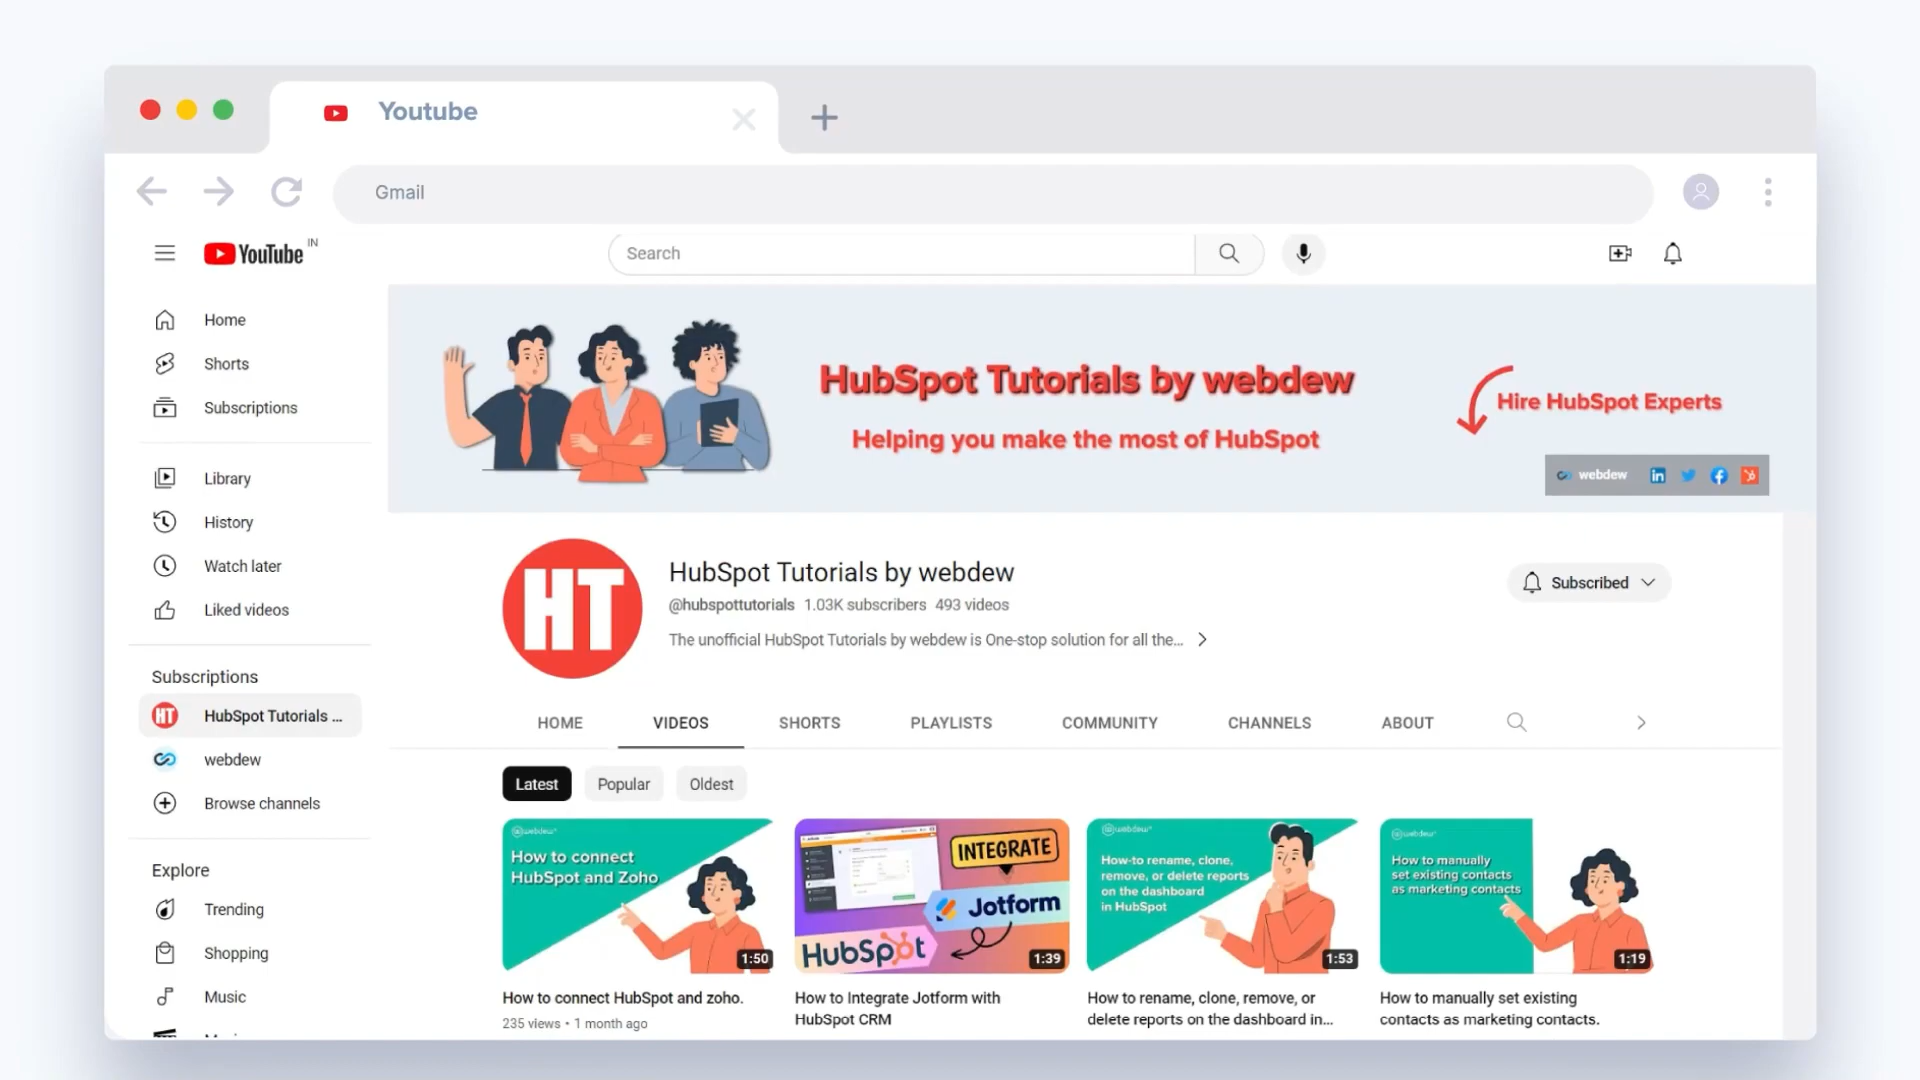 Youtube
Gmail
YouTube IN
Search
Home
Shorts
Subscriptions
Library
History
Watch later
Liked videos
Subscriptions
HubSpot Tutorials ...
webdew
Browse channels
Explore
Trending
Shopping
Music
HubSpot Tutorials by webdew
Helping you make the most of HubSpot
Hire HubSpot Experts
webdew
HT
HubSpot Tutorials by webdew
@hubspottutorials 1.03K subscribers 493 videos
The unofficial HubSpot Tutorials by webdew is One-stop solution for all the...
Subscribed
HOME VIDEOS SHORTS PLAYLISTS COMMUNITY CHANNELS ABOUT
Latest Popular Oldest
webdew
How to connect
HubSpot and Zoho
1:50
INTEGRATE
Jotform
HubSpot
1:39
webdew
How-to rename, clone,
remove, or delete reports
on the dashboard
in HubSpot
1:53
webdew
How to manually
set existing contacts
as marketing contacts
1:19
How to connect HubSpot and zoho.
235 views • 1 month ago
How to Integrate Jotform with
HubSpot CRM
How to rename, clone, remove, or
delete reports on the dashboard in...
How to manually set existing
contacts as marketing contacts.